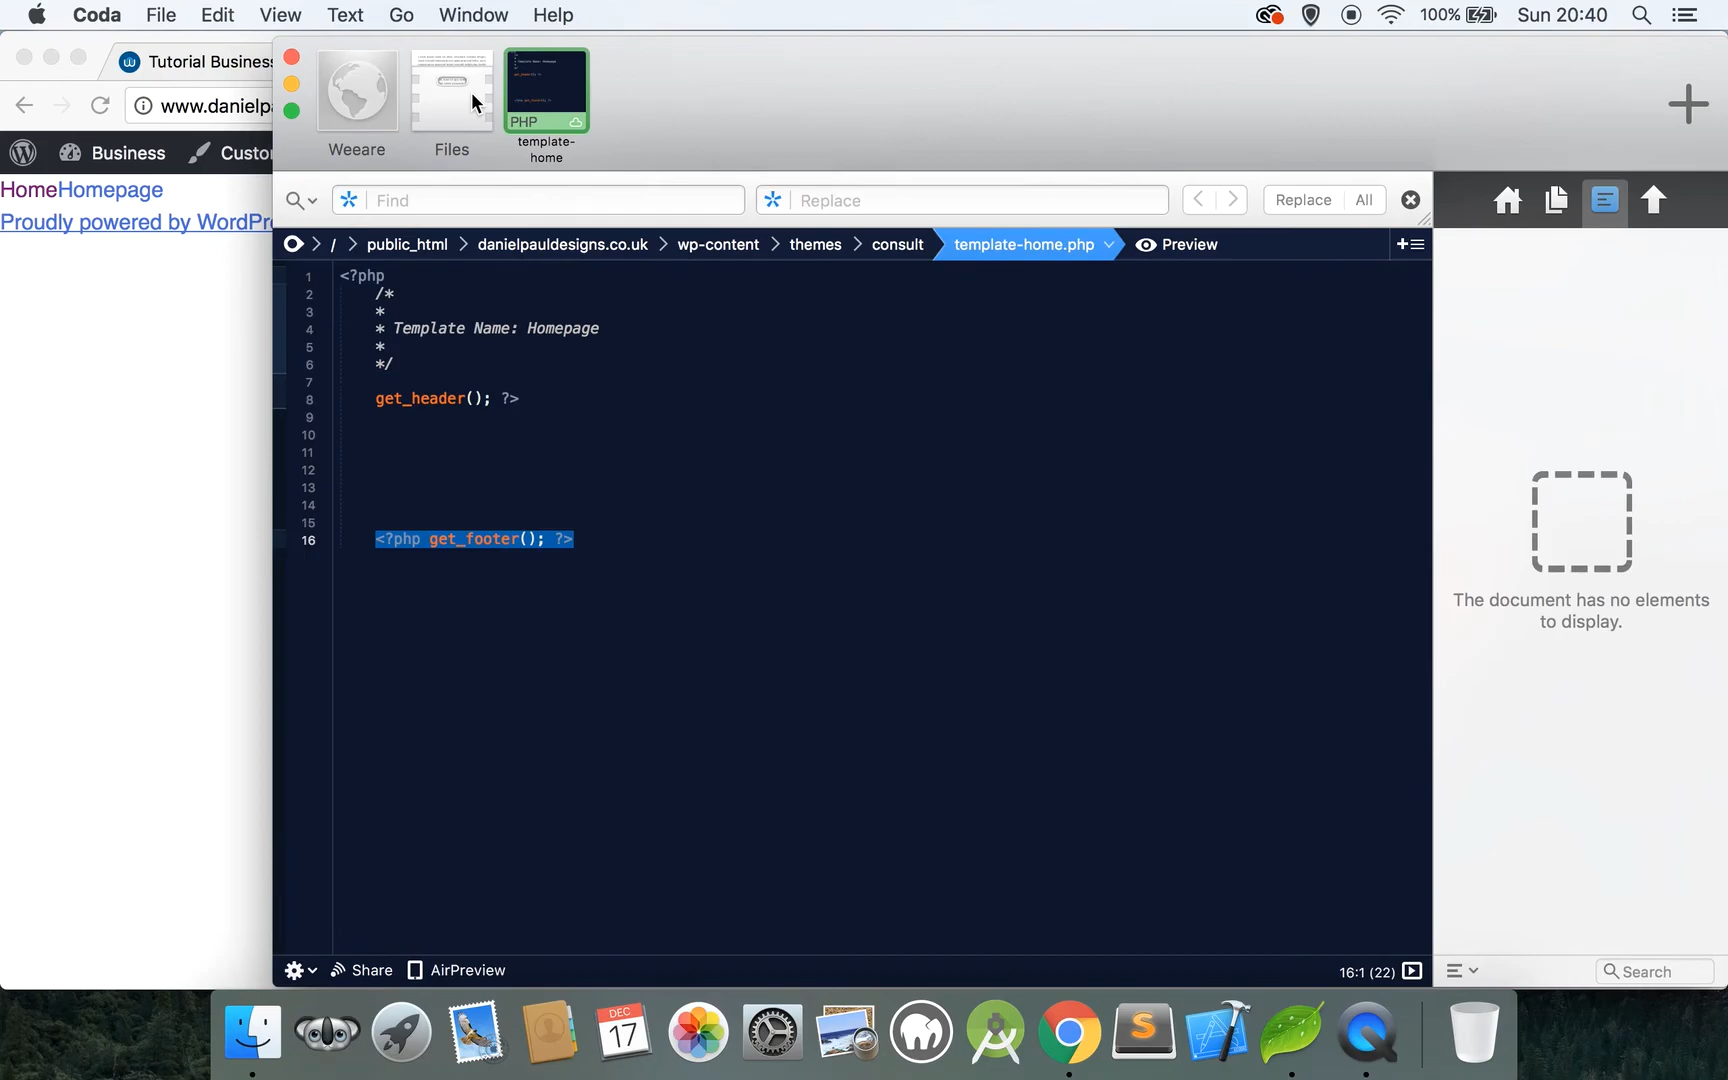 Coda File Edit View Text Go Window Help 100% Sun 20:40
Tutorial Business
www.danielpa
Business Custo
HomeHomepage
Proudly powered by WordPre
PHP
Weeare Files template-
home
Find Replace Replace All
/ public_html danielpauldesigns.co.uk wp-content themes consult template-home.php Preview
1 <?php
2 /*
3 *
4 * Template Name: Homepage
5 *
6 */
7
8 get_header(); ?>
9
10
11
12
13
14
15
16 <?php get_footer(); ?>
The document has no elements
to display.
Share AirPreview 16:1 (22) Search
DEC
17
S